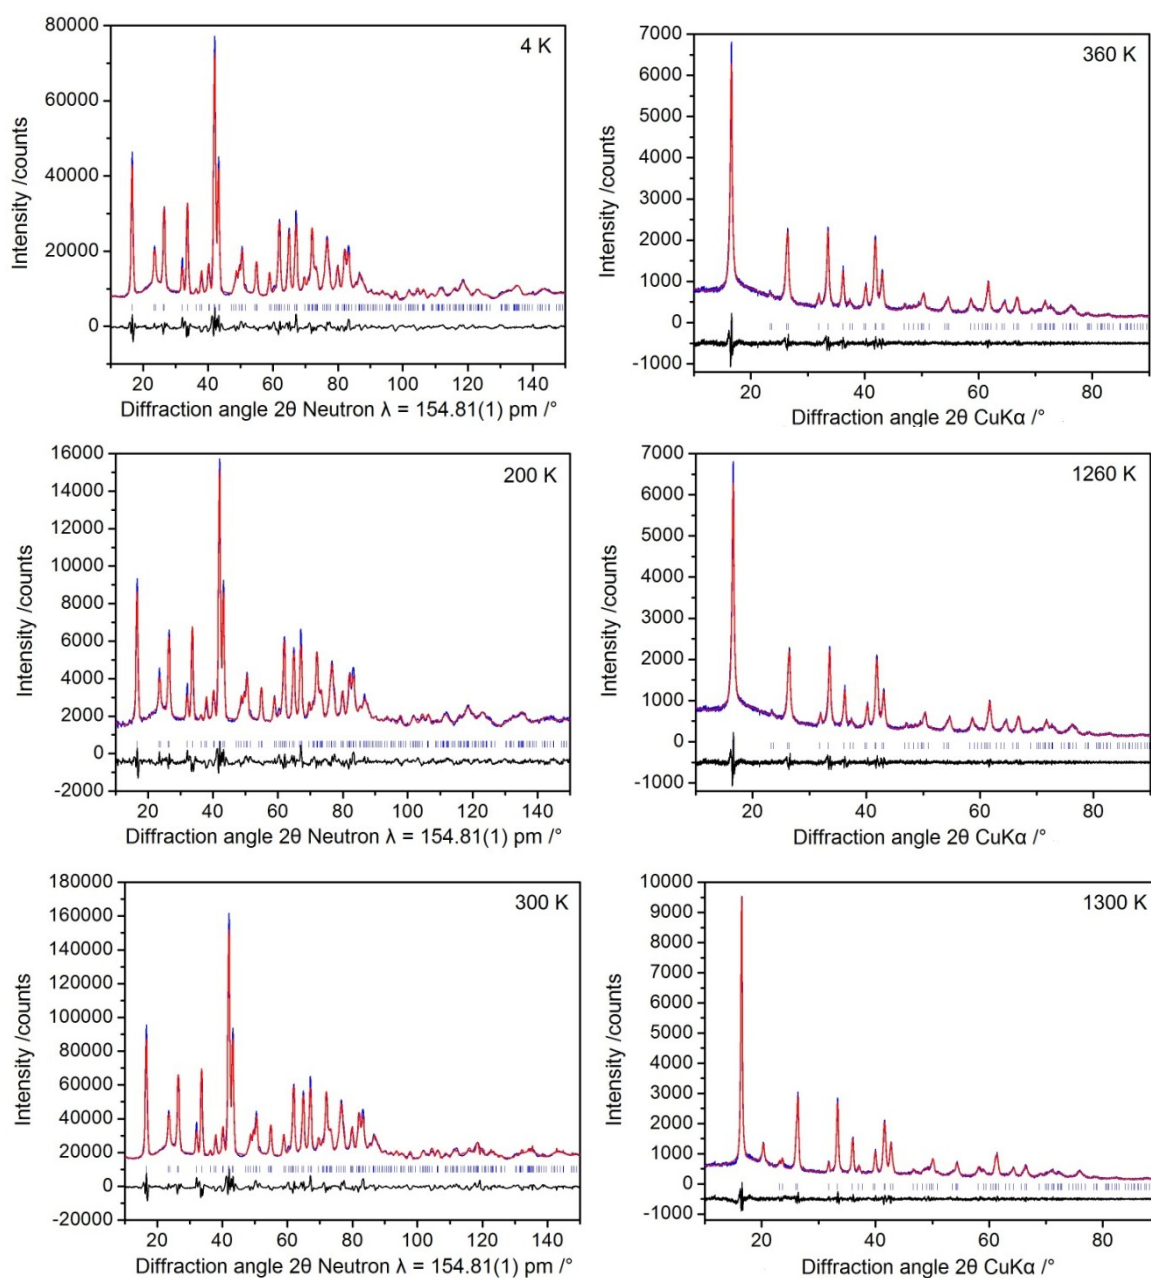 80000
60000
40000
20000
0
Intensity /counts
4 K
20 40 60 80 100 120 140
Diffraction angle 2θ Neutron λ = 154.81(1) pm /°
7000
6000
5000
4000
3000
2000
1000
0
-1000
Intensity /counts
360 K
20 40 60 80
Diffraction angle 2θ CuKα /°
16000
14000
12000
10000
8000
6000
4000
2000
0
-2000
Intensity /counts
200 K
20 40 60 80 100 120 140
Diffraction angle 2θ Neutron λ = 154.81(1) pm /°
7000
6000
5000
4000
3000
2000
1000
0
-1000
Intensity /counts
1260 K
20 40 60 80
Diffraction angle 2θ CuKα /°
180000
160000
140000
120000
100000
80000
60000
40000
20000
0
-20000
Intensity /counts
300 K
20 40 60 80 100 120 140
Diffraction angle 2θ Neutron λ = 154.81(1) pm /°
10000
9000
8000
7000
6000
5000
4000
3000
2000
1000
0
-1000
Intensity /counts
1300 K
20 40 60 80
Diffraction angle 2θ CuKα /°